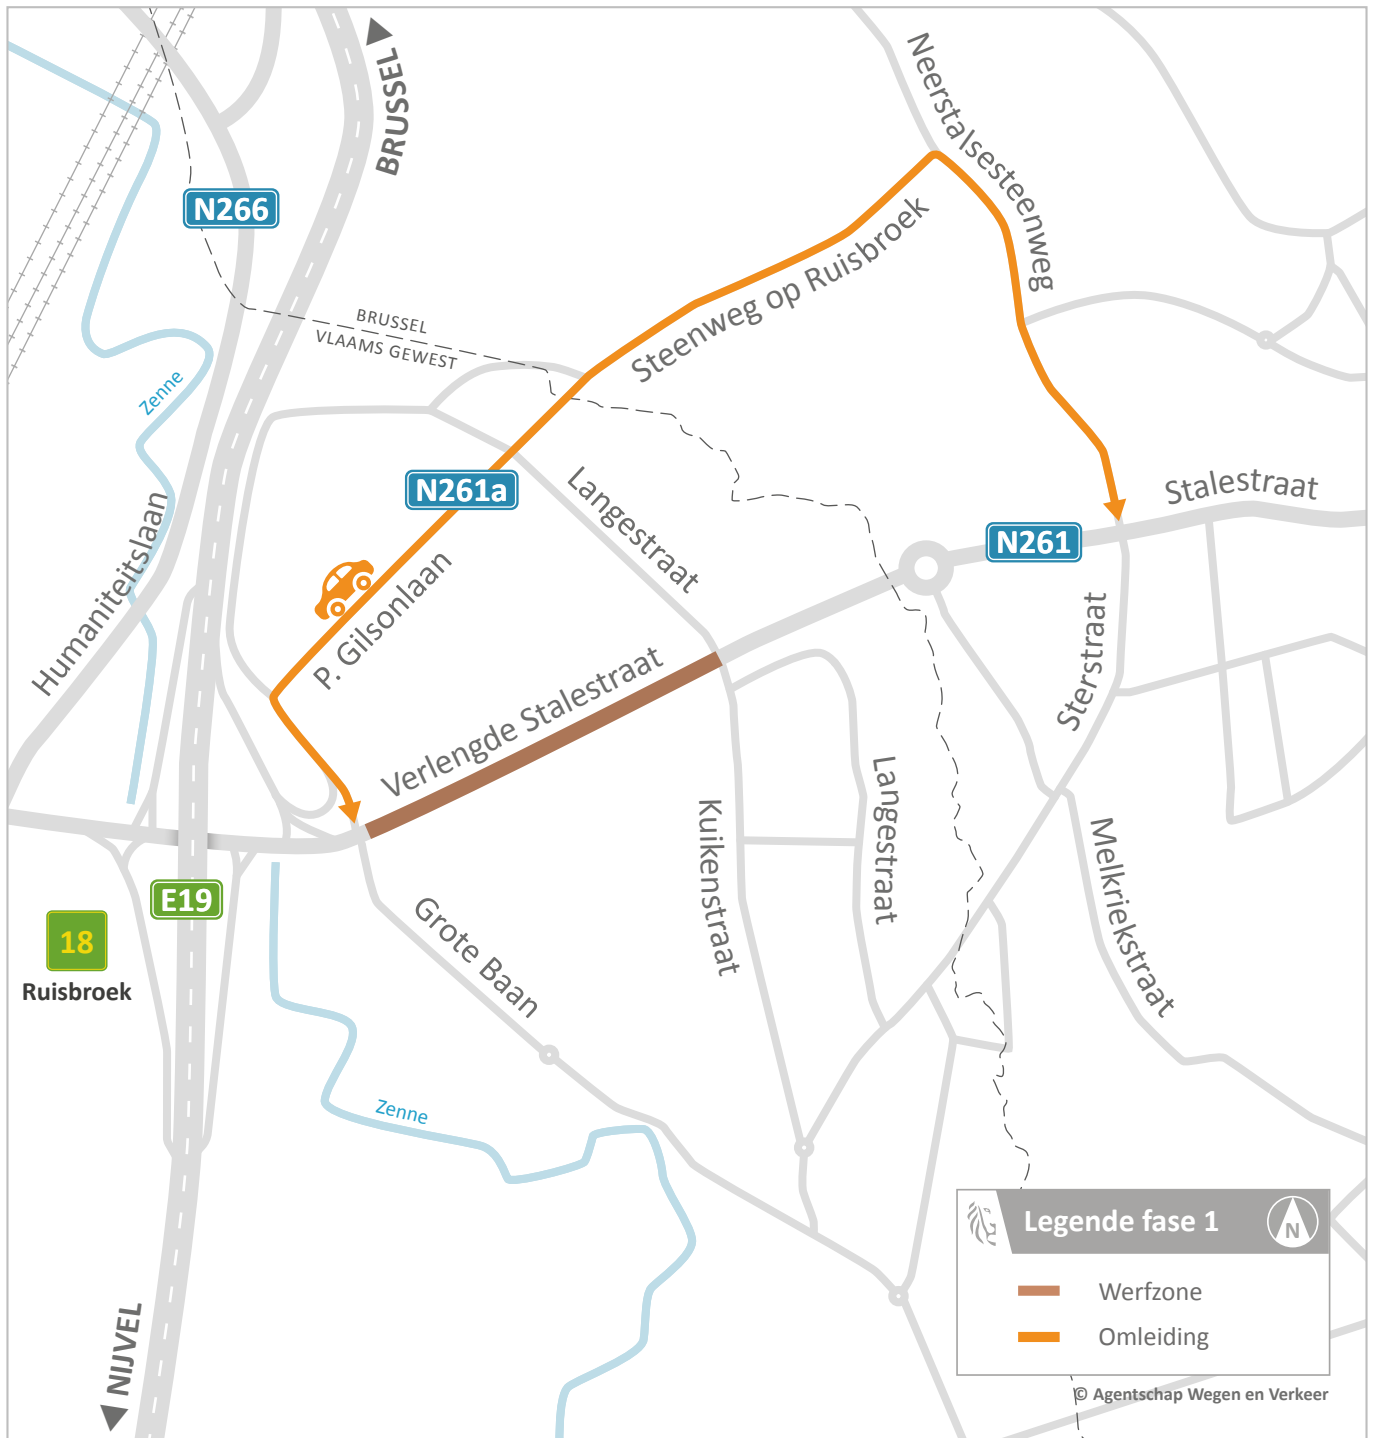 BRUSSEL
Neerstalsesteenweg
N266
Steenweg op Ruisbroek
BRUSSEL
VLAAMS GEWEST
Zenne
N261a
Langestraat
Stalestraat
N261
Humaniteitslaan
P. Gilsonlaan
Sterstraat
Verlengde Stalestraat
Langestraat
Kuikenstraat
Melkriekstraat
E19
18
Ruisbroek
Grote Baan
Zenne
Legende fase 1
N
Werfzone
Omleiding
NIJVEL
© Agentschap Wegen en Verkeer